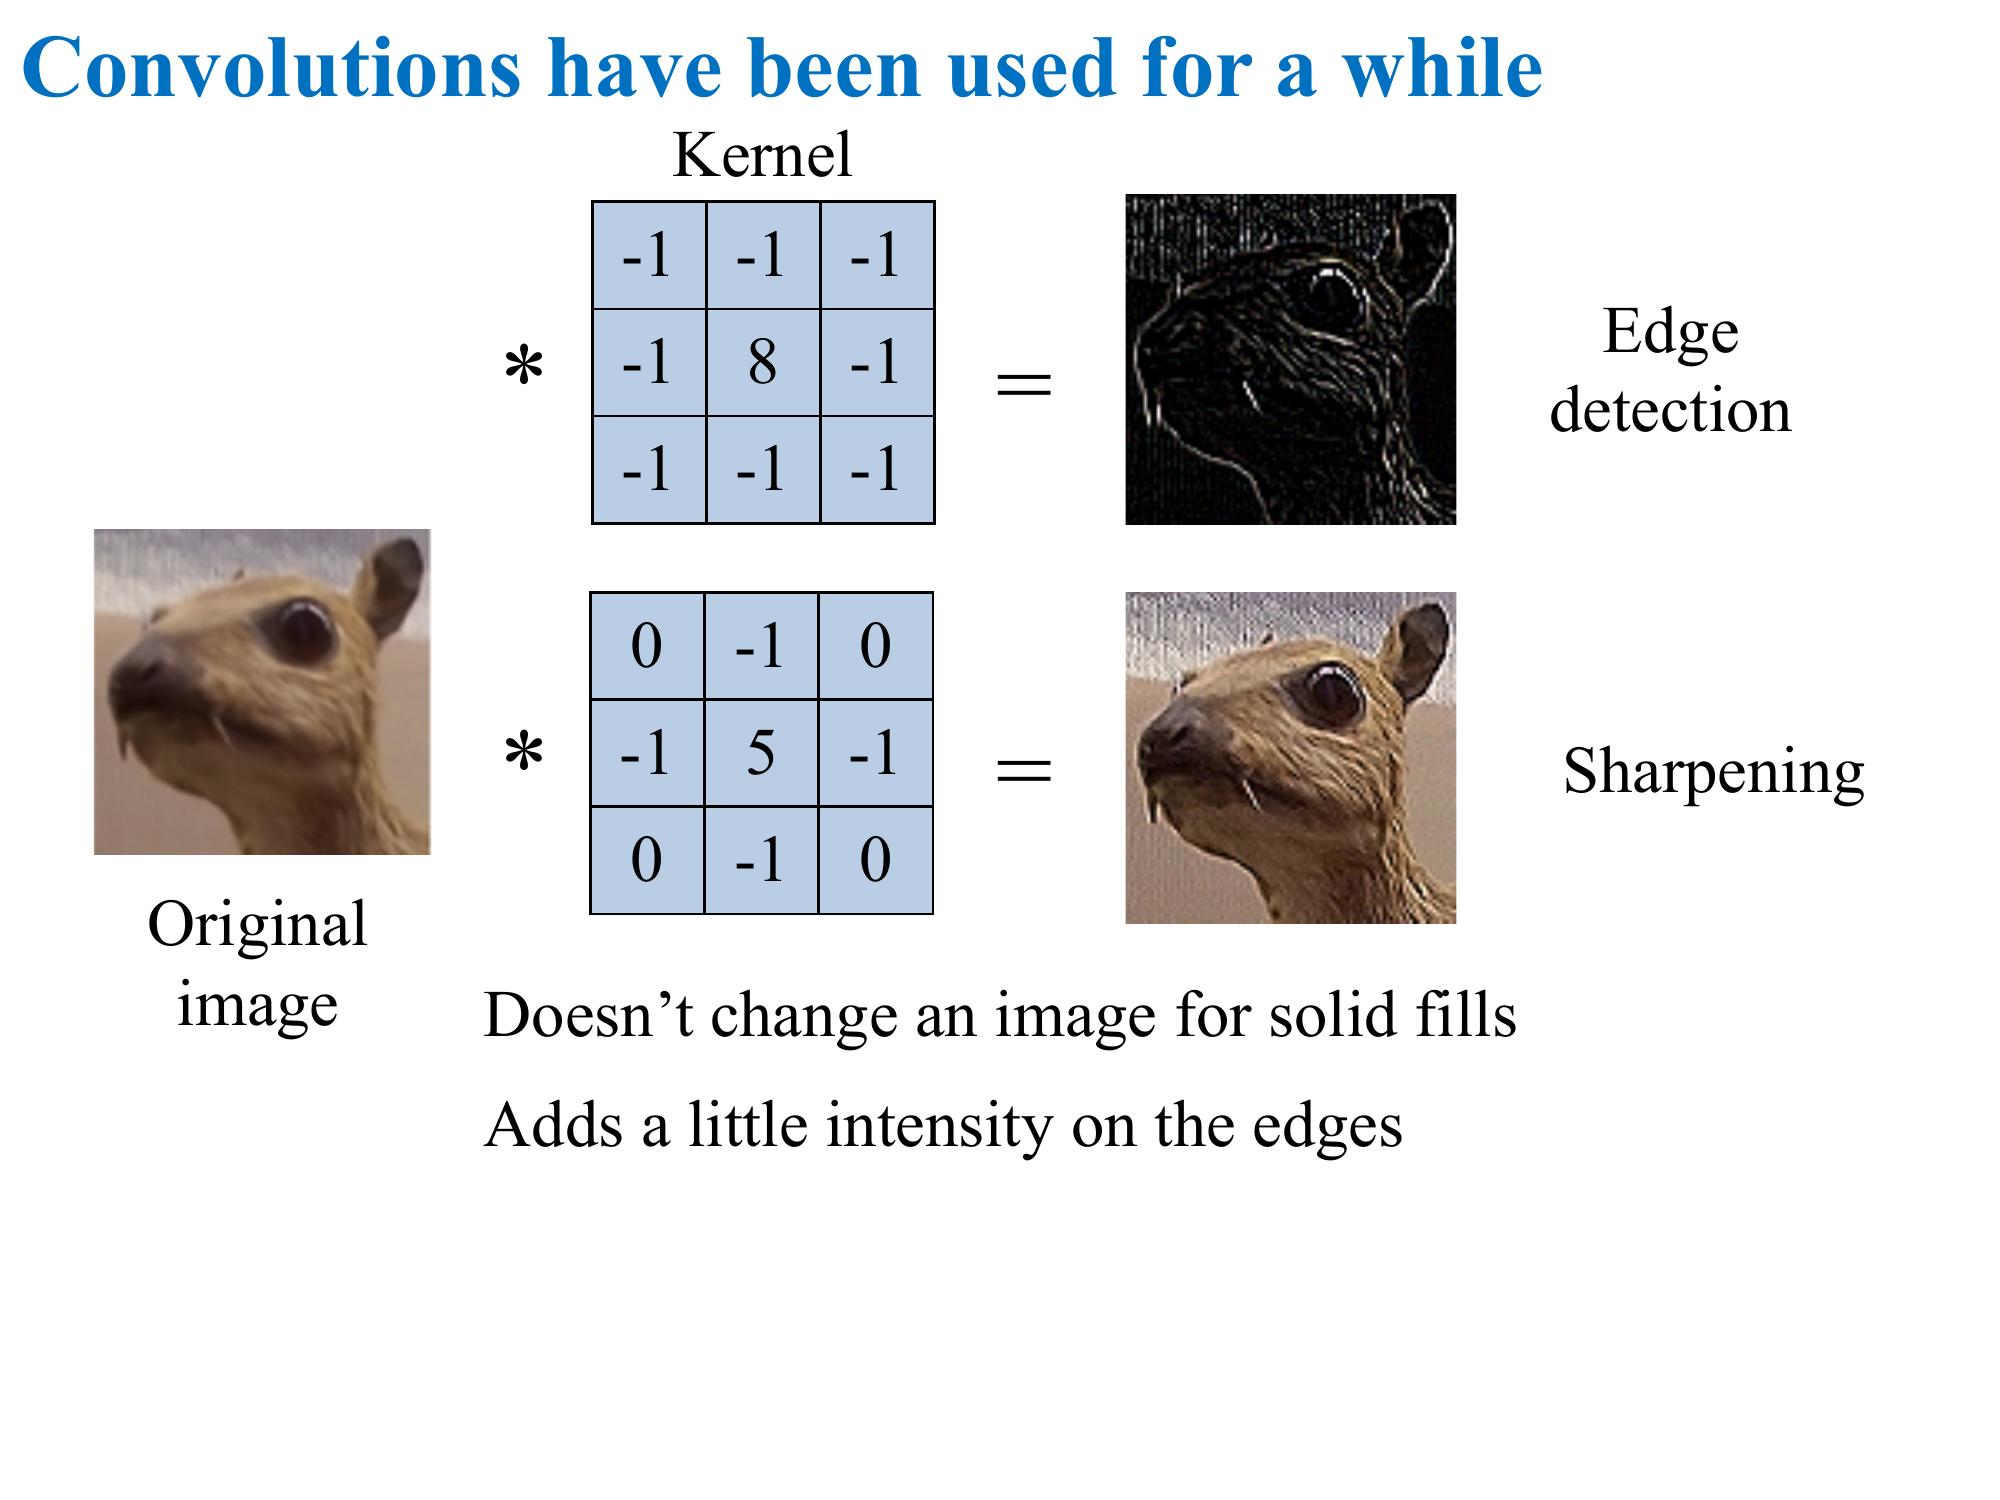 Convolutions have been used for a while
Kernel
-1 -1 -1
* -1 8 -1 =
-1 -1 -1
Edge
detection
0 -1 0
* -1 5 -1 =
0 -1 0
Sharpening
Original
image
Doesn’t change an image for solid fills
Adds a little intensity on the edges